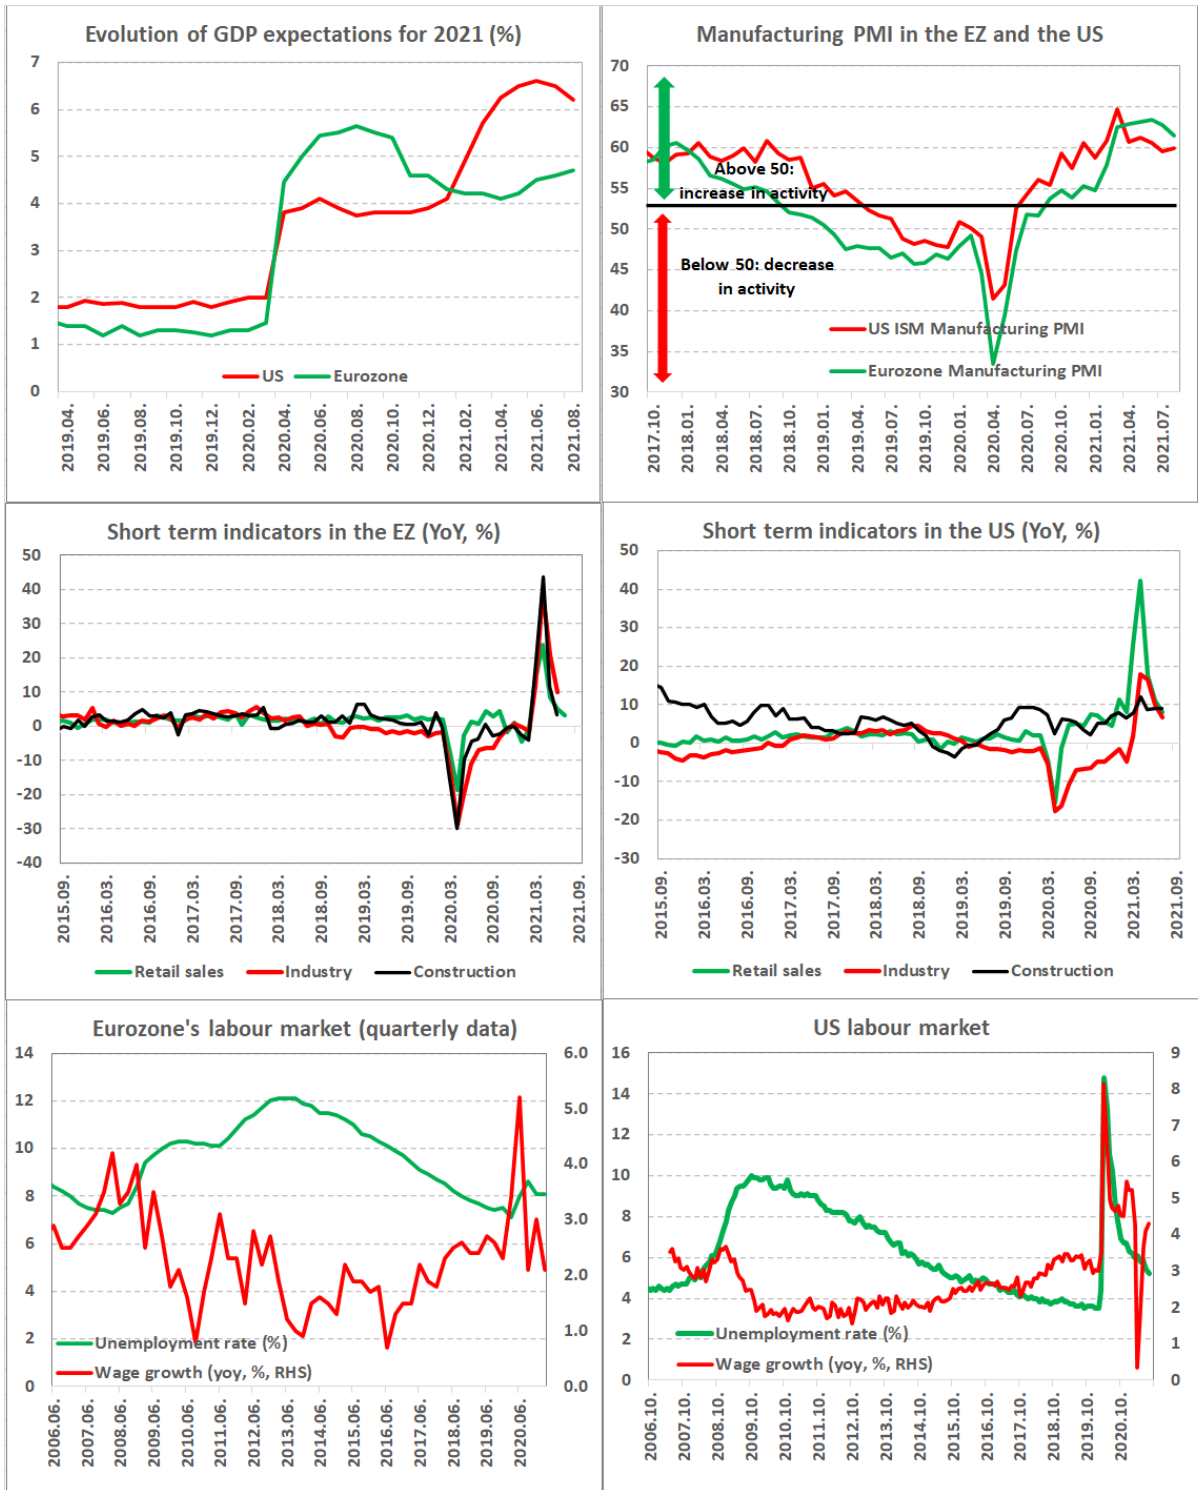 Evolution of GDP expectations for 2021 (%)
7
6
5
4
3
2
1
0
US Eurozone
2019.04. 2019.06. 2019.08. 2019.10. 2019.12. 2020.02. 2020.04. 2020.06. 2020.08. 2020.10. 2020.12. 2021.02. 2021.04. 2021.06. 2021.08.
Manufacturing PMI in the EZ and the US
70
65
60
55
50
45
40
35
30
Above 50:
increase in activity
Below 50: decrease
in activity
US ISM Manufacturing PMI
Eurozone Manufacturing PMI
2017.10. 2018.01. 2018.04. 2018.07. 2018.10. 2019.01. 2019.04. 2019.07. 2019.10. 2020.01. 2020.04. 2020.07. 2020.10. 2021.01. 2021.04. 2021.07.
Short term indicators in the EZ (YoY, %)
50
40
30
20
10
0
-10
-20
-30
-40
2015.09. 2016.03. 2016.09. 2017.03. 2017.09. 2018.03. 2018.09. 2019.03. 2019.09. 2020.03. 2020.09. 2021.03. 2021.09.
Retail sales Industry Construction
Short term indicators in the US (YoY, %)
50
40
30
20
10
0
-10
-20
-30
2015.09. 2016.03. 2016.09. 2017.03. 2017.09. 2018.03. 2018.09. 2019.03. 2019.09. 2020.03. 2020.09. 2021.03. 2021.09.
Retail sales Industry Construction
Eurozone's labour market (quarterly data)
14
12
10
8
6
4
2
0
6.0
5.0
4.0
3.0
2.0
1.0
0.0
Unemployment rate (%)
Wage growth (yoy, %, RHS)
2006.06. 2007.06. 2008.06. 2009.06. 2010.06. 2011.06. 2012.06. 2013.06. 2014.06. 2015.06. 2016.06. 2017.06. 2018.06. 2019.06. 2020.06.
US labour market
16
14
12
10
8
6
4
2
0
9
8
7
6
5
4
3
2
1
0
Unemployment rate (%)
Wage growth (yoy, %, RHS)
2006.10. 2007.10. 2008.10. 2009.10. 2010.10. 2011.10. 2012.10. 2013.10. 2014.10. 2015.10. 2016.10. 2017.10. 2018.10. 2019.10. 2020.10.